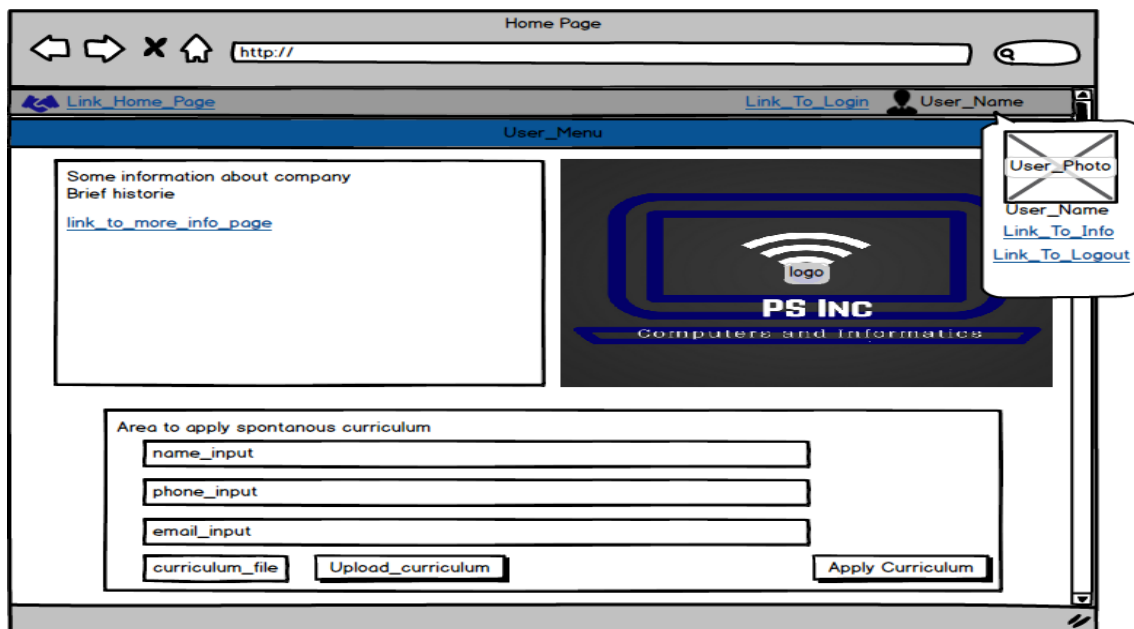 Home Page
http://
Link_Home_Page
Link_To_Login
User_Name
User_Menu
Some information about company
Brief historie
link_to_more_info_page
logo
PS INC
Computers and Informatics
User_Photo
User_Name
Link_To_Info
Link_To_Logout
Area to apply spontanous curriculum
name_input
phone_input
email_input
curriculum_file
Upload_curriculum
Apply Curriculum